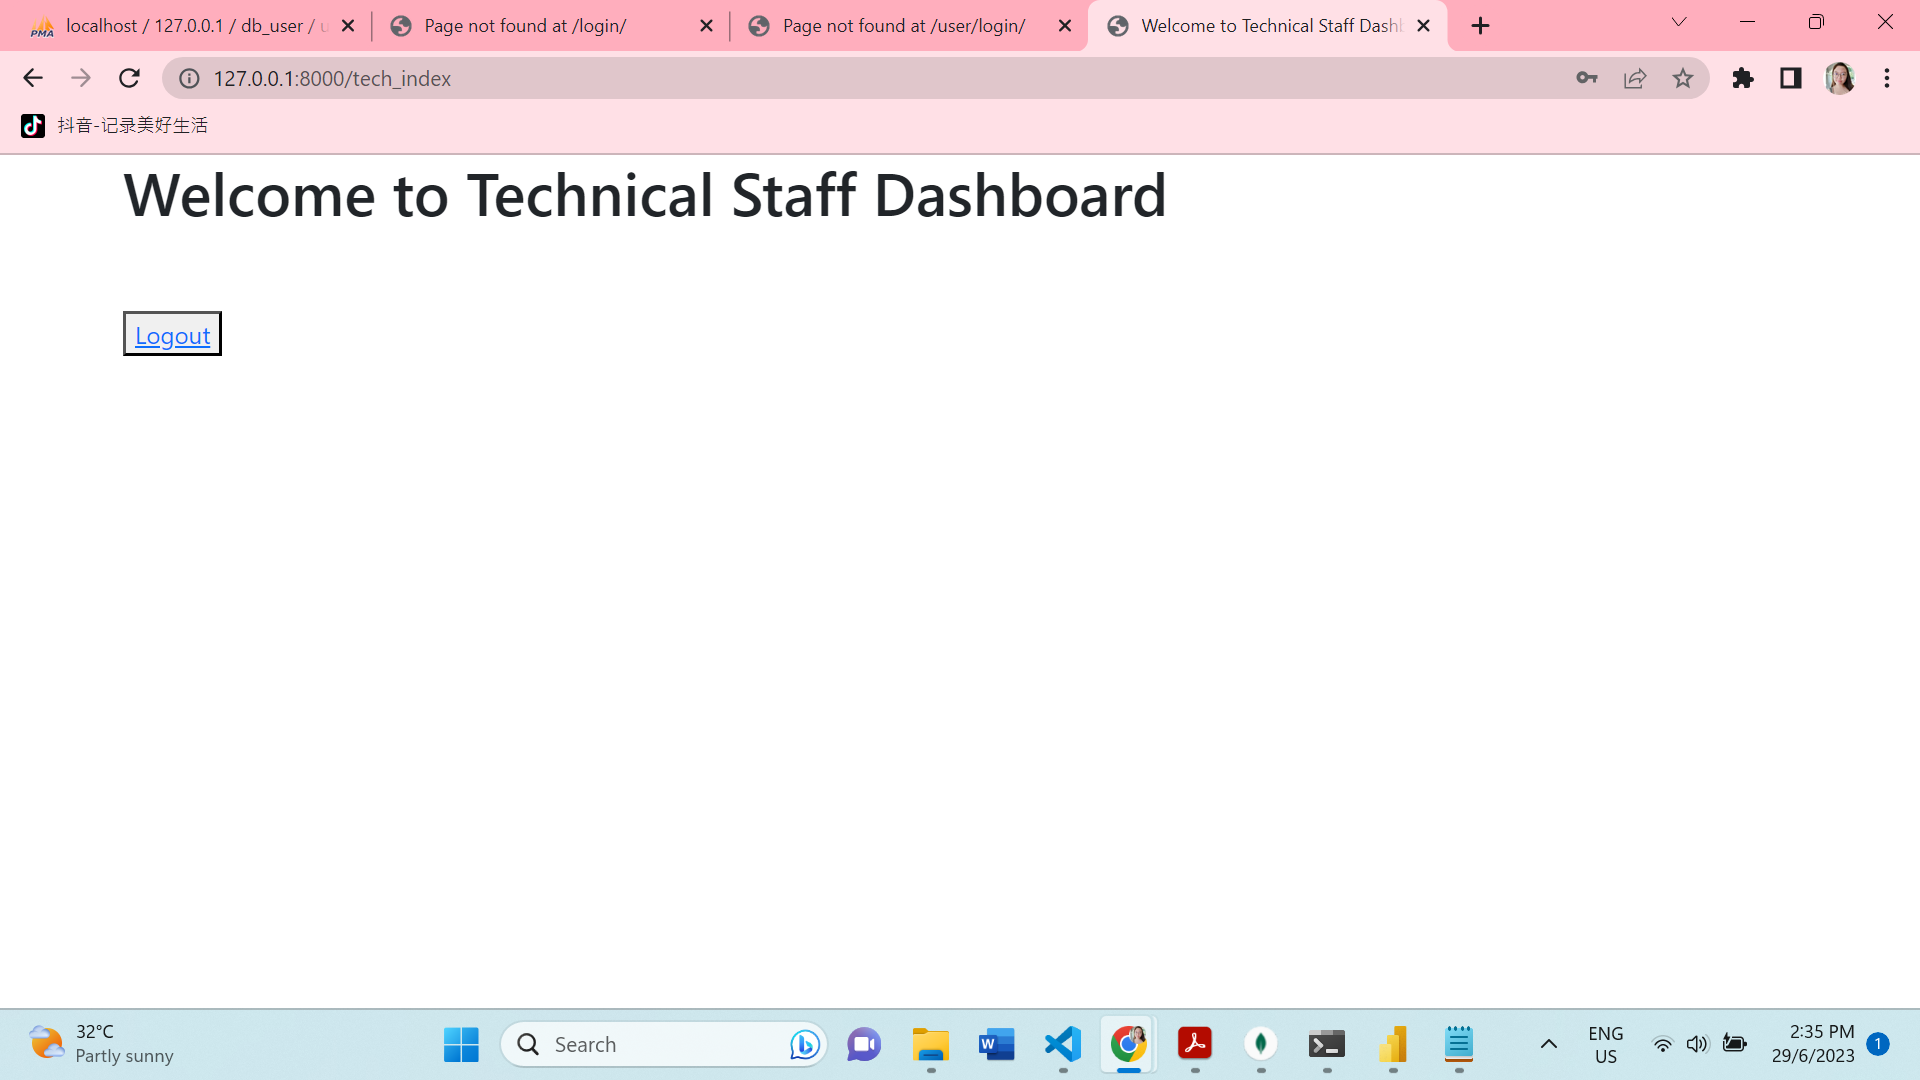 localhost / 127.0.0.1 / db_user / u
Page not found at /login/
Page not found at /user/login/
Welcome to Technical Staff Dashb
127.0.0.1:8000/tech_index
抖音-记录美好生活
Welcome to Technical Staff Dashboard
Logout
32°C
Partly sunny
Search
ENG
US
2:35 PM
29/6/2023
1